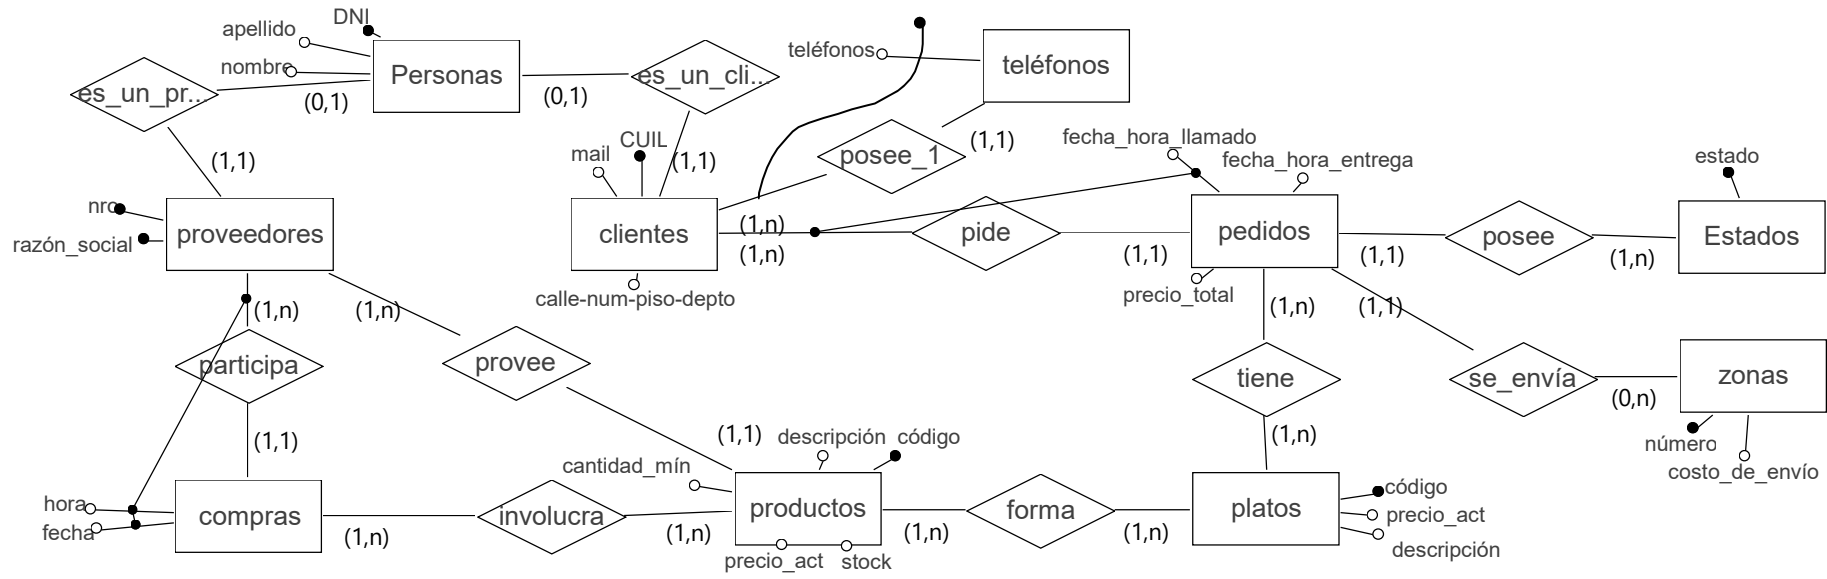 DNI
apellido
nombre
Personas
es_un_pr...
(0,1)
(0,1)
es_un_cli...
teléfonos
teléfonos
(1,1)
CUIL
mail
(1,1)
posee_1
(1,1)
fecha_hora_llamado
fecha_hora_entrega
estado
nro
razón_social
proveedores
clientes
(1,n)
(1,n)
pide
(1,1)
pedidos
(1,1)
posee
(1,n)
Estados
calle-num-piso-depto
precio_total
(1,n)
(1,n)
(1,n)
(1,1)
participa
provee
tiene
se_envía
(0,n)
zonas
(1,1)
(1,1)
(1,n)
número
costo_de_envío
descripción
código
cantidad_mín
hora
fecha
compras
(1,n)
involucra
(1,n)
productos
precio_act
stock
(1,n)
forma
(1,n)
platos
código
precio_act
descripción